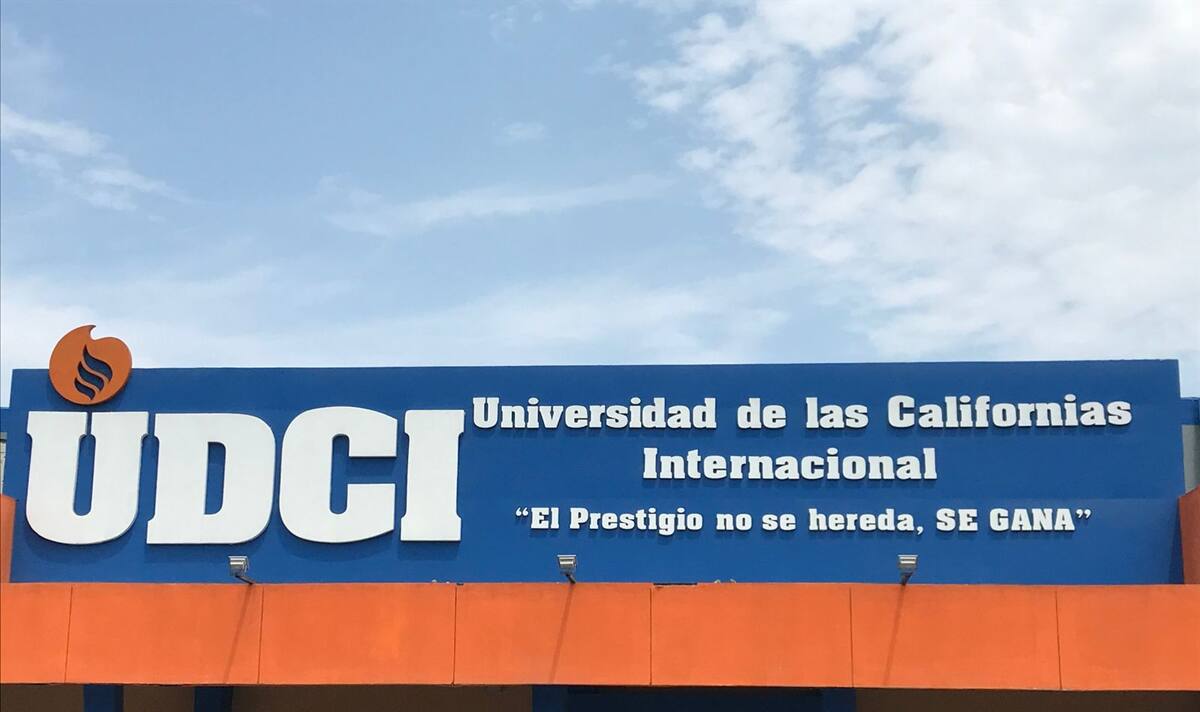 UDCI
Universidad de las Californias
Internacional
“El Prestigio no se hereda, SE GANA”